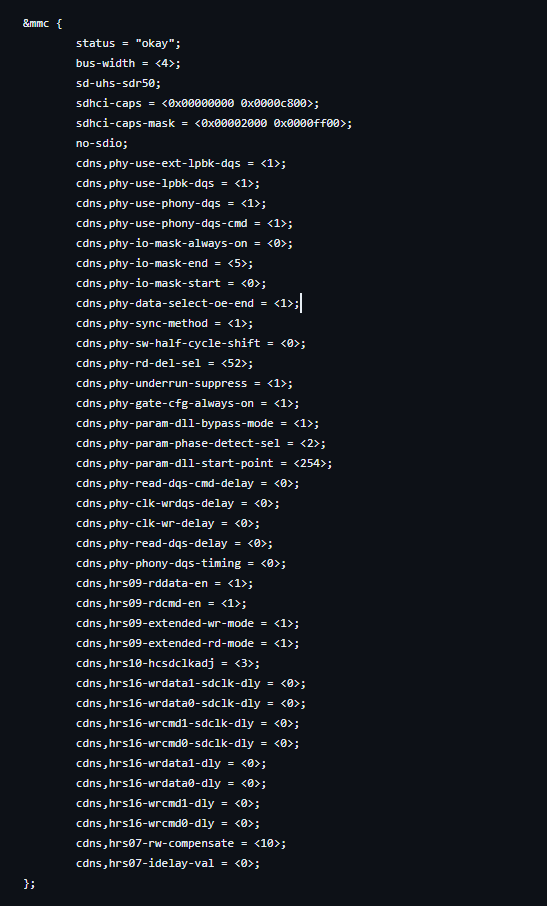 &mmc {
status = "okay";
bus-width = <4>;
sd-uhs-sdr50;
sdhci-caps = <0x00000000 0x0000c800>;
sdhci-caps-mask = <0x00002000 0x0000ff00>;
no-sdio;
cdns,phy-use-ext-lpbk-dqs = <1>;
cdns,phy-use-lpbk-dqs = <1>;
cdns,phy-use-phony-dqs = <1>;
cdns,phy-use-phony-dqs-cmd = <1>;
cdns,phy-io-mask-always-on = <0>;
cdns,phy-io-mask-end = <5>;
cdns,phy-io-mask-start = <0>;
cdns,phy-data-select-oe-end = <1>;
cdns,phy-sync-method = <1>;
cdns,phy-sw-half-cycle-shift = <0>;
cdns,phy-rd-del-sel = <52>;
cdns,phy-underrun-suppress = <1>;
cdns,phy-gate-cfg-always-on = <1>;
cdns,phy-param-dll-bypass-mode = <1>;
cdns,phy-param-phase-detect-sel = <2>;
cdns,phy-param-dll-start-point = <254>;
cdns,phy-read-dqs-cmd-delay = <0>;
cdns,phy-clk-wrdqs-delay = <0>;
cdns,phy-clk-wr-delay = <0>;
cdns,phy-read-dqs-delay = <0>;
cdns,phy-phony-dqs-timing = <0>;
cdns,hrs09-rddata-en = <1>;
cdns,hrs09-rdcmd-en = <1>;
cdns,hrs09-extended-wr-mode = <1>;
cdns,hrs09-extended-rd-mode = <1>;
cdns,hrs10-hcsdclkadj = <3>;
cdns,hrs16-wrdata1-sdclk-dly = <0>;
cdns,hrs16-wrdata0-sdclk-dly = <0>;
cdns,hrs16-wrcmd1-sdclk-dly = <0>;
cdns,hrs16-wrcmd0-sdclk-dly = <0>;
cdns,hrs16-wrdata1-dly = <0>;
cdns,hrs16-wrdata0-dly = <0>;
cdns,hrs16-wrcmd1-dly = <0>;
cdns,hrs16-wrcmd0-dly = <0>;
cdns,hrs07-rw-compensate = <10>;
cdns,hrs07-idelay-val = <0>;
};